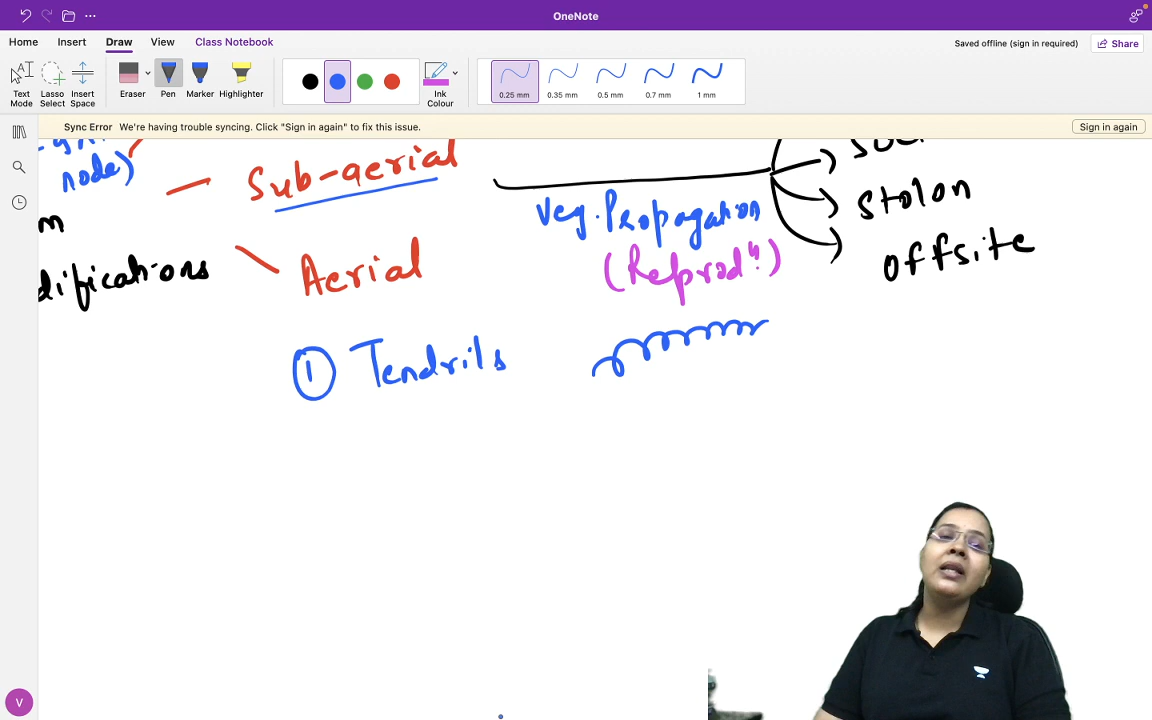 OneNote
Home Insert Draw View Class Notebook
Saved offline (sign in required) Share
Text Mode Lasso Select Insert Space Eraser Pen Marker Highlighter Ink Colour 0.25 mm 0.35 mm 0.5 mm 0.7 mm 1 mm
Sync Error We're having trouble syncing. Click "Sign in again" to fix this issue. Sign in again
node)
Sub-aerial
Stolon
Veg. Propagation
offsite
(Reprodⁿ.)
Aerial
difications
① Tendrils
V